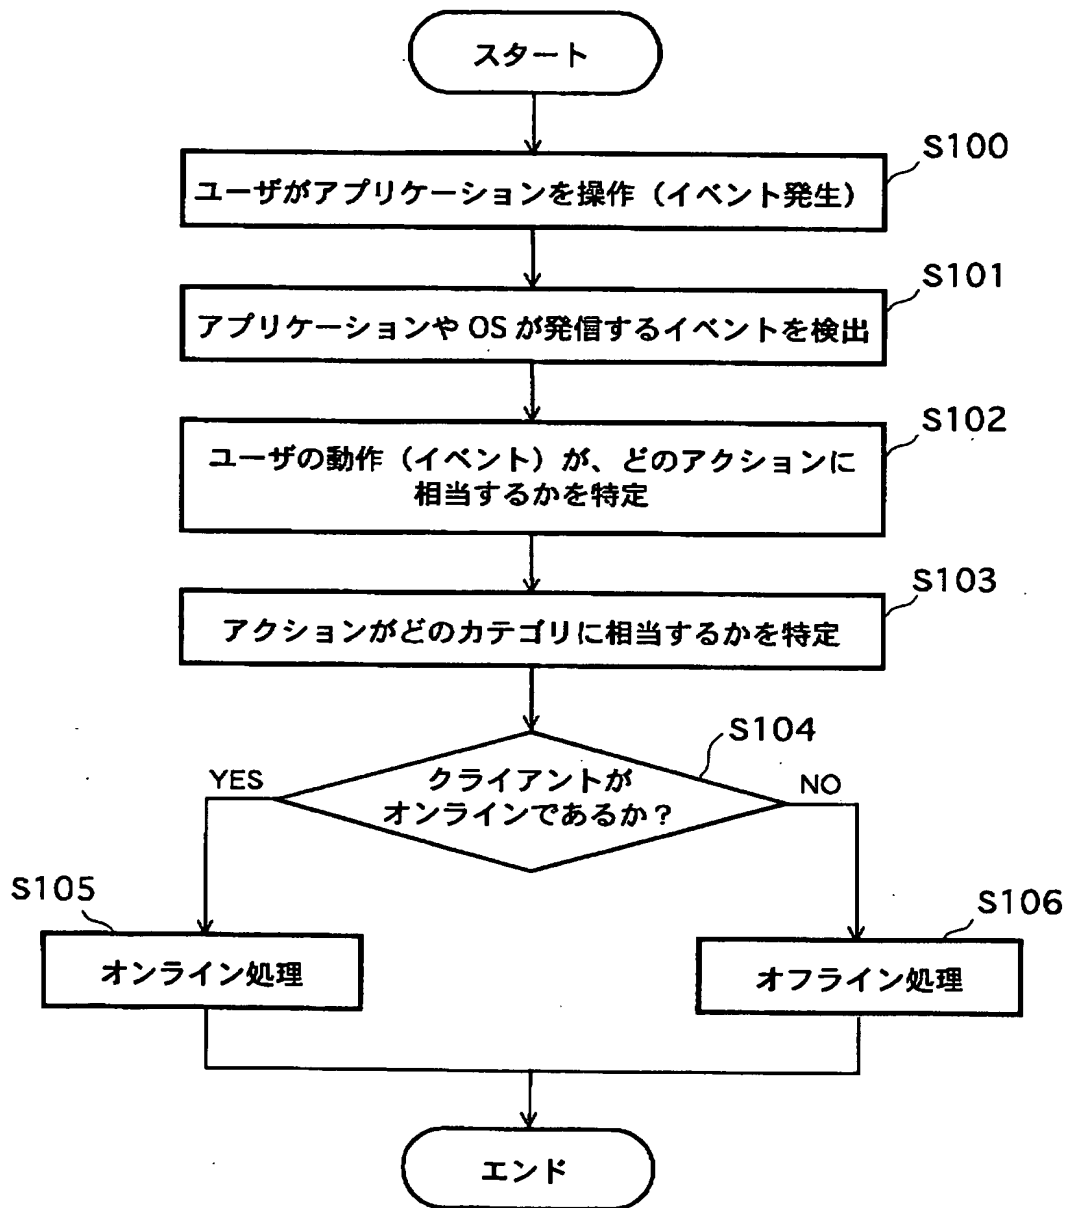 スタート
S100
ユーザがアプリケーションを操作（イベント発生）
S101
アプリケーションや OS が発信するイベントを検出
S102
ユーザの動作（イベント）が、どのアクションに
相当するかを特定
S103
アクションがどのカテゴリに相当するかを特定
S104
クライアントが
オンラインであるか？
YES
NO
S105
オンライン処理
S106
オフライン処理
エンド